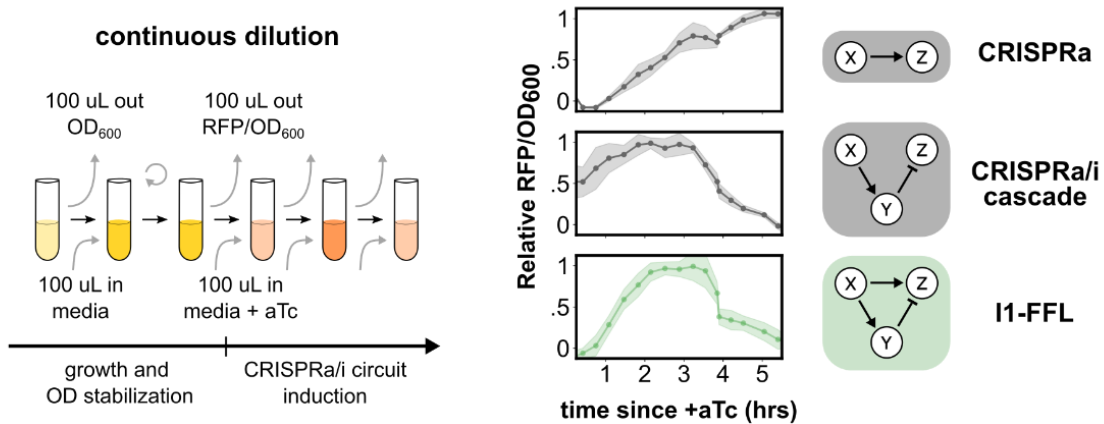 continuous dilution
100 uL out
OD600
100 uL out
RFP/OD600
100 uL in
media
100 uL in
media + aTc
growth and
OD stabilization
CRISPRa/i circuit
induction
Relative RFP/OD600
1
.5
0
1
.5
0
1
.5
0
1
2
3
4
5
time since +aTc (hrs)
X
Z
CRISPRa
X
Z
Y
CRISPRa/i
cascade
X
Z
Y
I1-FFL